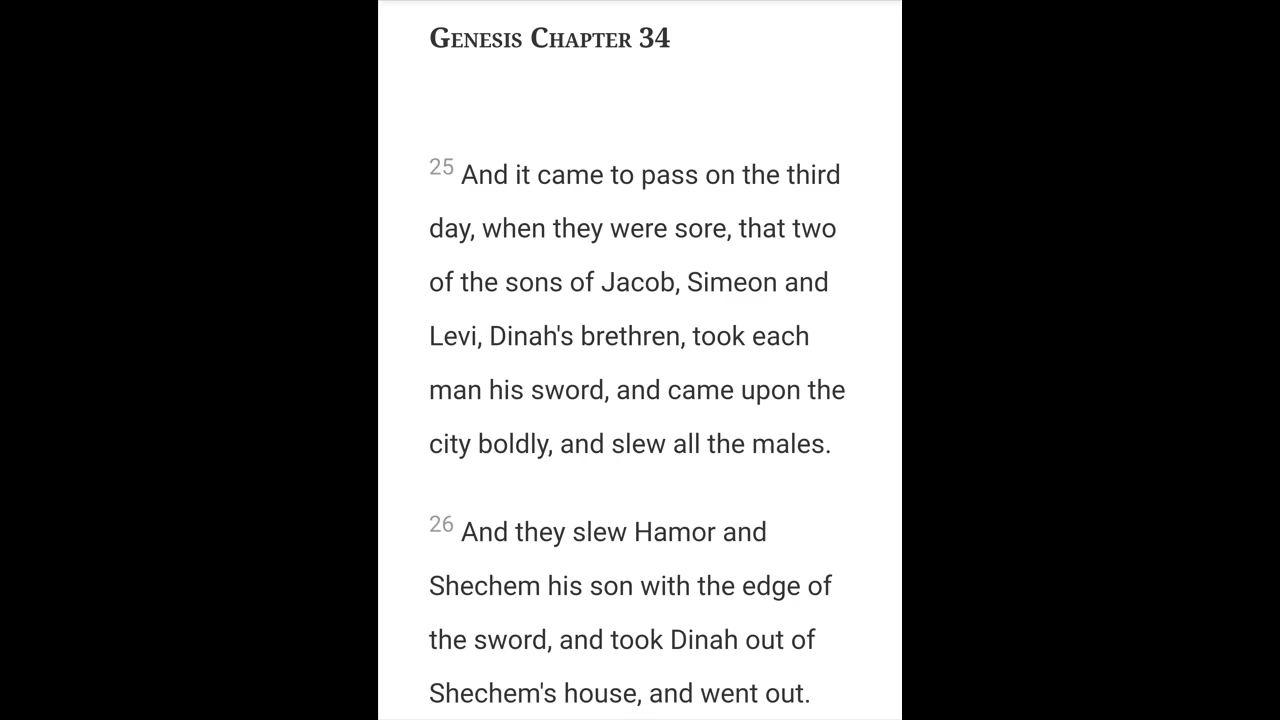 Genesis Chapter 34
25 And it came to pass on the third
day, when they were sore, that two
of the sons of Jacob, Simeon and
Levi, Dinah's brethren, took each
man his sword, and came upon the
city boldly, and slew all the males.
26 And they slew Hamor and
Shechem his son with the edge of
the sword, and took Dinah out of
Shechem's house, and went out.